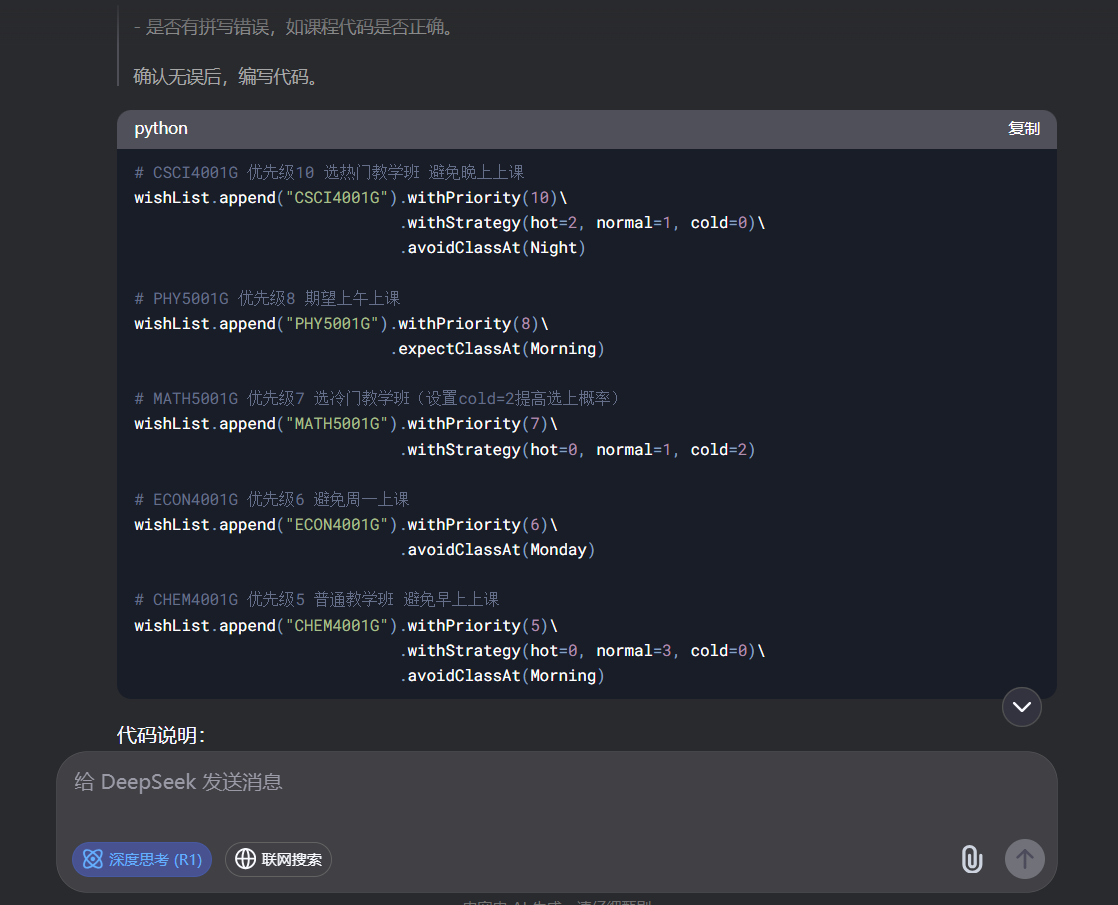 - 是否有拼写错误，如课程代码是否正确。
确认无误后，编写代码。
python
复制
# CSCI4001G 优先级10 选热门教学班 避免晚上上课
wishList.append("CSCI4001G").withPriority(10)\
.withStrategy(hot=2, normal=1, cold=0)\
.avoidClassAt(Night)
# PHY5001G 优先级8 期望上午上课
wishList.append("PHY5001G").withPriority(8)\
.expectClassAt(Morning)
# MATH5001G 优先级7 选冷门教学班（设置cold=2提高选上概率）
wishList.append("MATH5001G").withPriority(7)\
.withStrategy(hot=0, normal=1, cold=2)
# ECON4001G 优先级6 避免周一上课
wishList.append("ECON4001G").withPriority(6)\
.avoidClassAt(Monday)
# CHEM4001G 优先级5 普通教学班 避免早上上课
wishList.append("CHEM4001G").withPriority(5)\
.withStrategy(hot=0, normal=3, cold=0)\
.avoidClassAt(Morning)
代码说明：
给 DeepSeek 发送消息
深度思考 (R1)
联网搜索